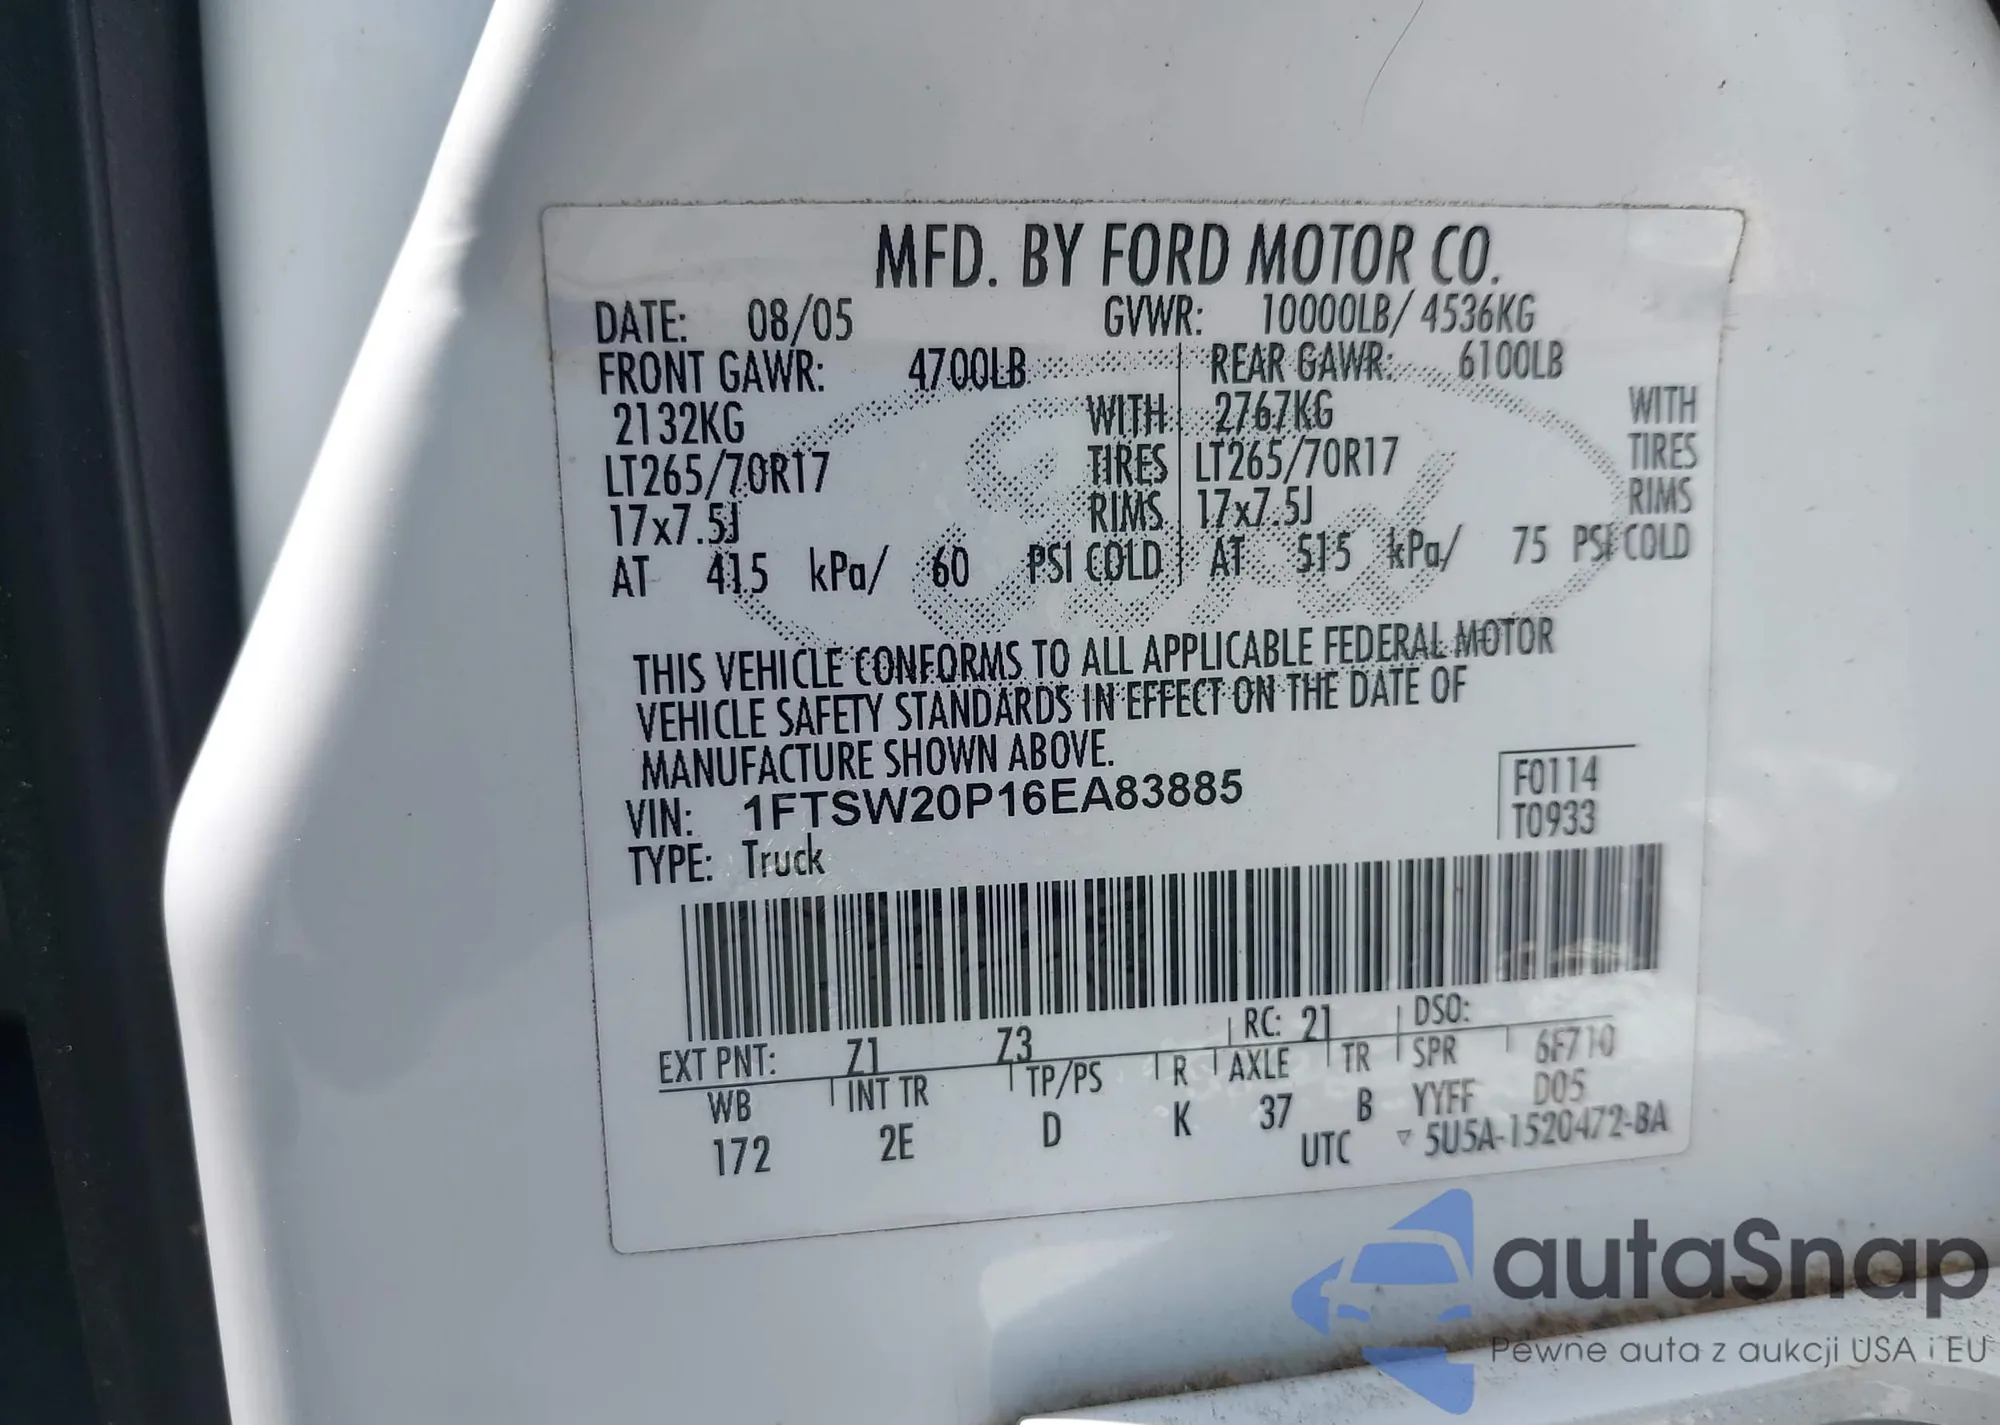 MFD. BY FORD MOTOR CO.
DATE: 08/05 GVWR: 10000LB/ 4536KG
FRONT GAWR: 4700LB REAR GAWR: 6100LB
2132KG WITH 2767KG WITH
LT265/70R17 TIRES LT265/70R17 TIRES
17x7.5J RIMS 17x7.5J RIMS
AT 415 kPa/ 60 PSI COLD AT 515 kPa/ 75 PSI COLD
THIS VEHICLE CONFORMS TO ALL APPLICABLE FEDERAL MOTOR
VEHICLE SAFETY STANDARDS IN EFFECT ON THE DATE OF
MANUFACTURE SHOWN ABOVE.
VIN: 1FTSW20P16EA83885 F0114
TYPE: Truck T0933
EXT PNT: Z1 Z3 RC: 21 DSO:
WB INT TR TP/PS R AXLE TR SPR 6F710
172 2E D K 37 B YYFF D05
UTC ▽ 5U5A-1520472-BA
autaSnap
Pewne auta z aukcji USA i EU